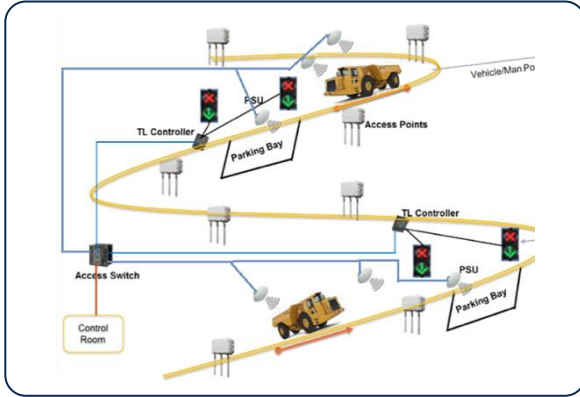 Vehicle/Man Po
PSU
TL Controller
Access Points
Parking Bay
TL Controller
Access Switch
PSU
Parking Bay
Control
Room